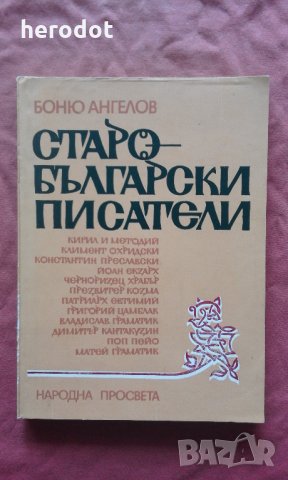 herodot
БОНЮ АНГЕЛОВ
СТАРО-
БЪЛГАРСКИ
ПИСАТЕЛИ
КИРИЛ И МЕТОДИЙ
КЛИМЕНТ ОХРИДСКИ
КОНСТАНТИН ПРЕСЛАВСКИ
ЙОАН ЕКЗАРХ
ЧЕРНОРИЗЕЦ ХРАБЪР
ПРЕЗВИТЕР КОЗМА
ПАТРИАРХ ЕВТИМИЙ
ГРИГОРИЙ ЦАМБЛАК
ВЛАДИСЛАВ ГРАМАТИК
ДИМИТЪР КАНТАКУЗИН
ПОП ПЕЙО
МАТЕЙ ГРАМАТИК
НАРОДНА ПРОСВЕТА
BAZAR